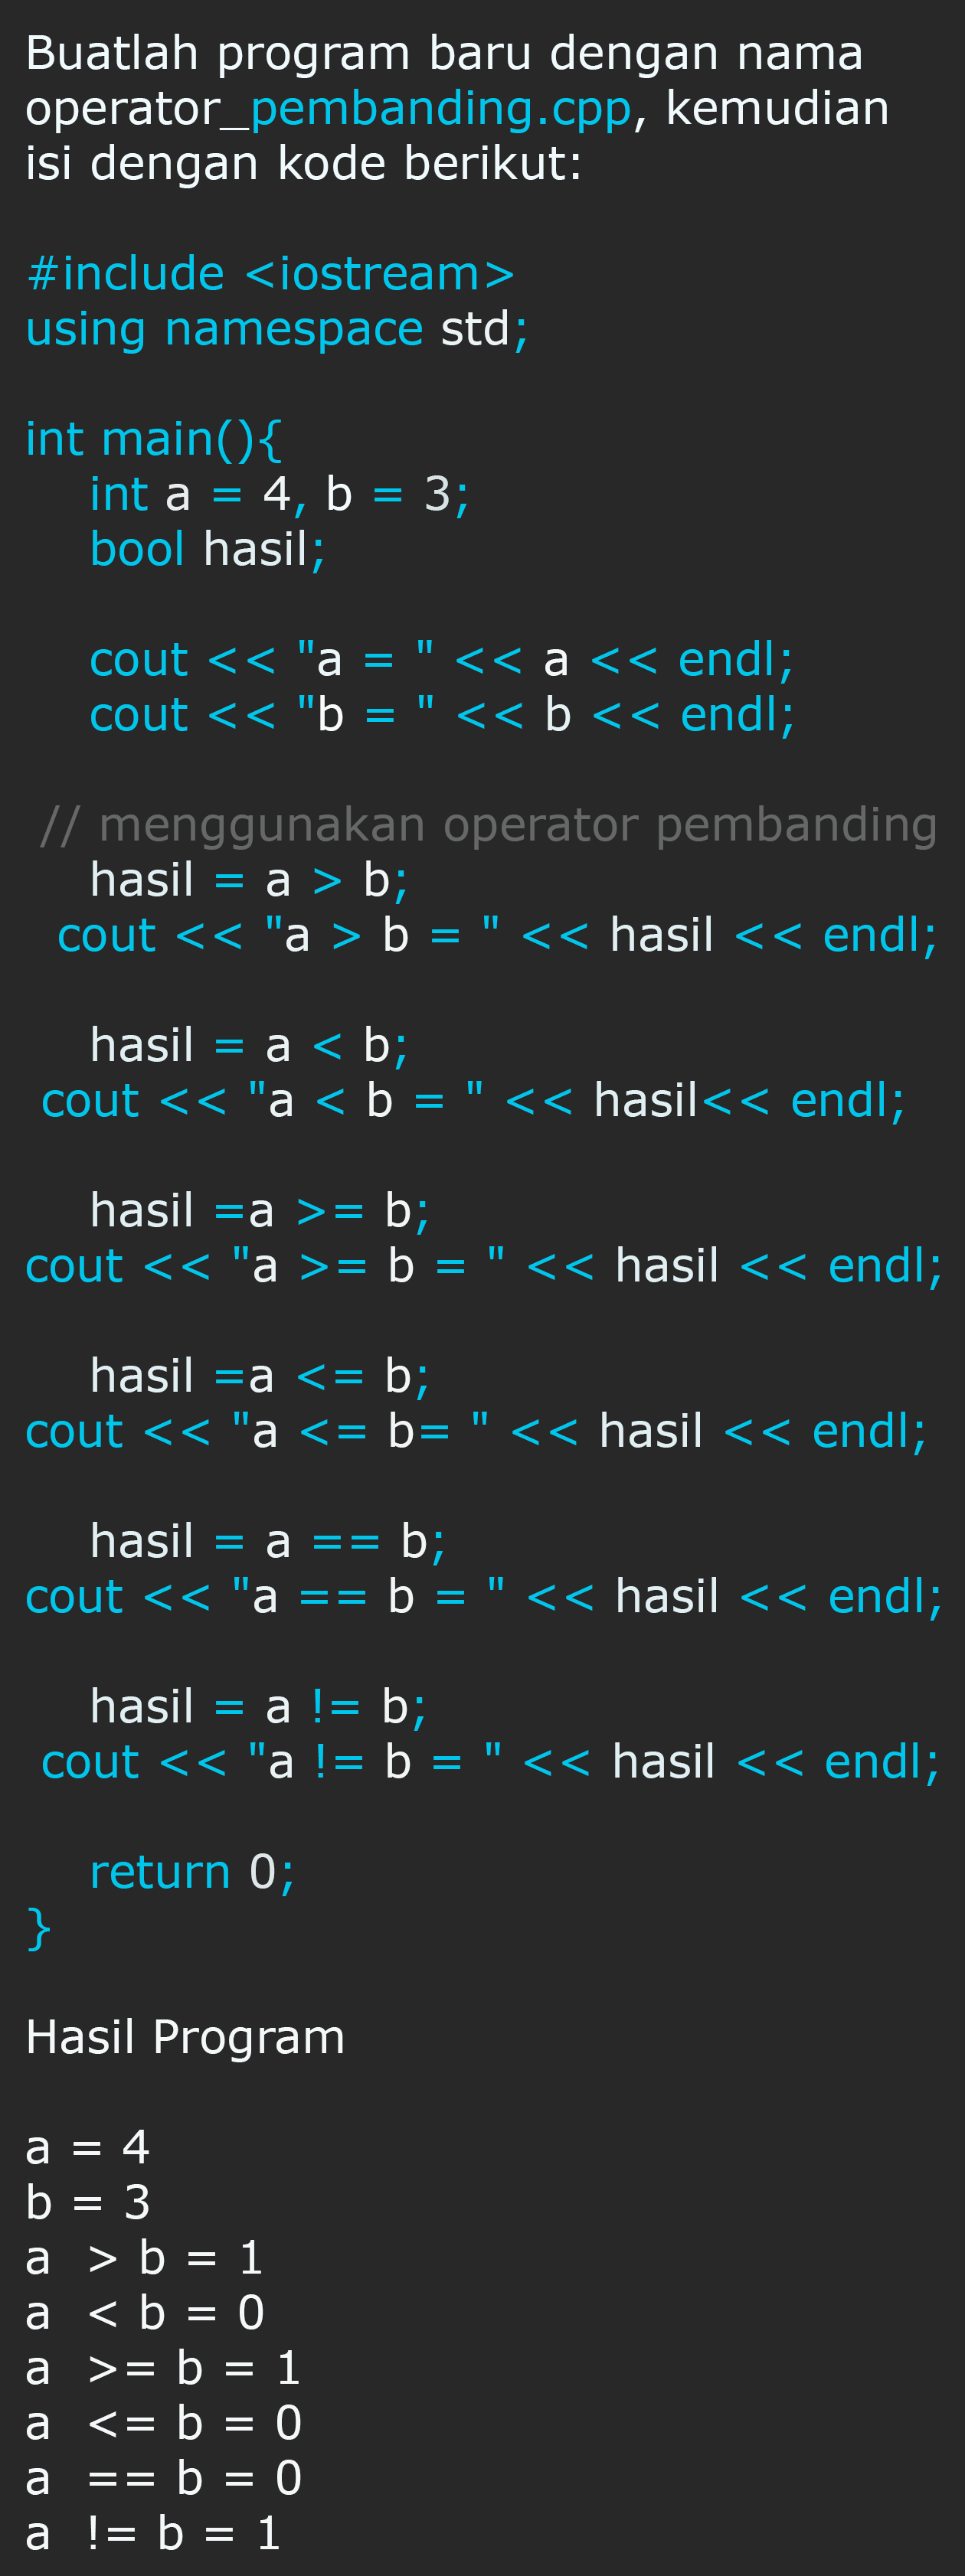 Buatlah program baru dengan nama
operator_pembanding.cpp, kemudian
isi dengan kode berikut:

#include <iostream>
using namespace std;

int main(){
    int a = 4, b = 3;
    bool hasil;

    cout << "a = " << a << endl;
    cout << "b = " << b << endl;

 // menggunakan operator pembanding
    hasil = a > b;
  cout << "a > b = " << hasil << endl;

    hasil = a < b;
 cout << "a < b = " << hasil<< endl;

    hasil =a >= b;
cout << "a >= b = " << hasil << endl;

    hasil =a <= b;
cout << "a <= b= " << hasil << endl;

    hasil = a == b;
cout << "a == b = " << hasil << endl;

    hasil = a != b;
 cout << "a != b = " << hasil << endl;

    return 0;
}

Hasil Program

a = 4
b = 3
a  > b = 1
a  < b = 0
a  >= b = 1
a  <= b = 0
a  == b = 0
a  != b = 1